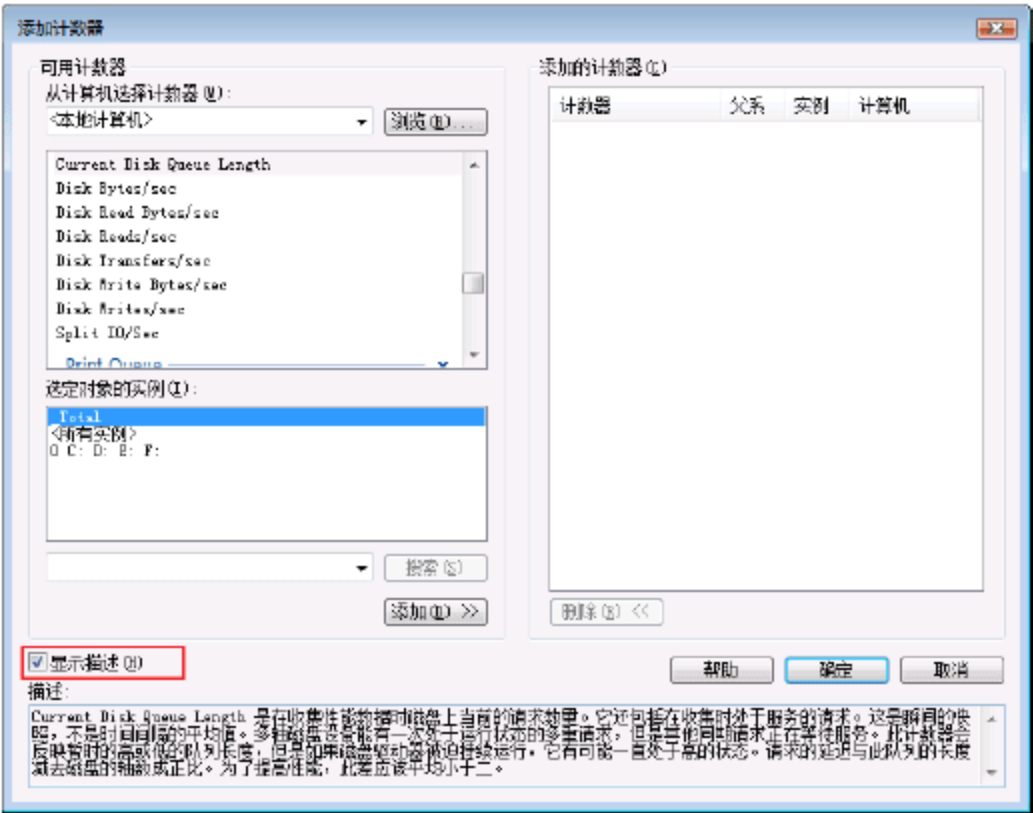 添加计数器
可用计数器
从计算机选择计数器(W):
<本地计算机>
浏览(B)...
Current Disk Queue Length
Disk Bytes/sec
Disk Read Bytes/sec
Disk Reads/sec
Disk Transfers/sec
Disk Write Bytes/sec
Disk Writes/sec
Split IO/Sec
Print Queue
选定对象的实例(I):
_Total
<所有实例>
0 C: D: E: F:
搜索(S)
添加(D) >>
添加的计数器(C)
计数器 父系 实例 计算机
删除(R) <<
显示描述(H)
帮助
确定
取消
描述:
Current Disk Queue Length 是在收集性能数据时磁盘上当前的请求数量。它还包括在收集时处于服务的请求。这是瞬间的快
照，不是时间间隔的平均值。多轴磁盘设备能有一次处于运行状态的多重请求，但是其他同期请求正在等待服务。此计数器会
反映暂时的高或低的队列长度，但是如果磁盘驱动器被迫持续运行，它有可能一直处于高的状态。请求的延迟与此队列的长度
减去磁盘的轴数成正比。为了提高性能，此差应该平均小于二。